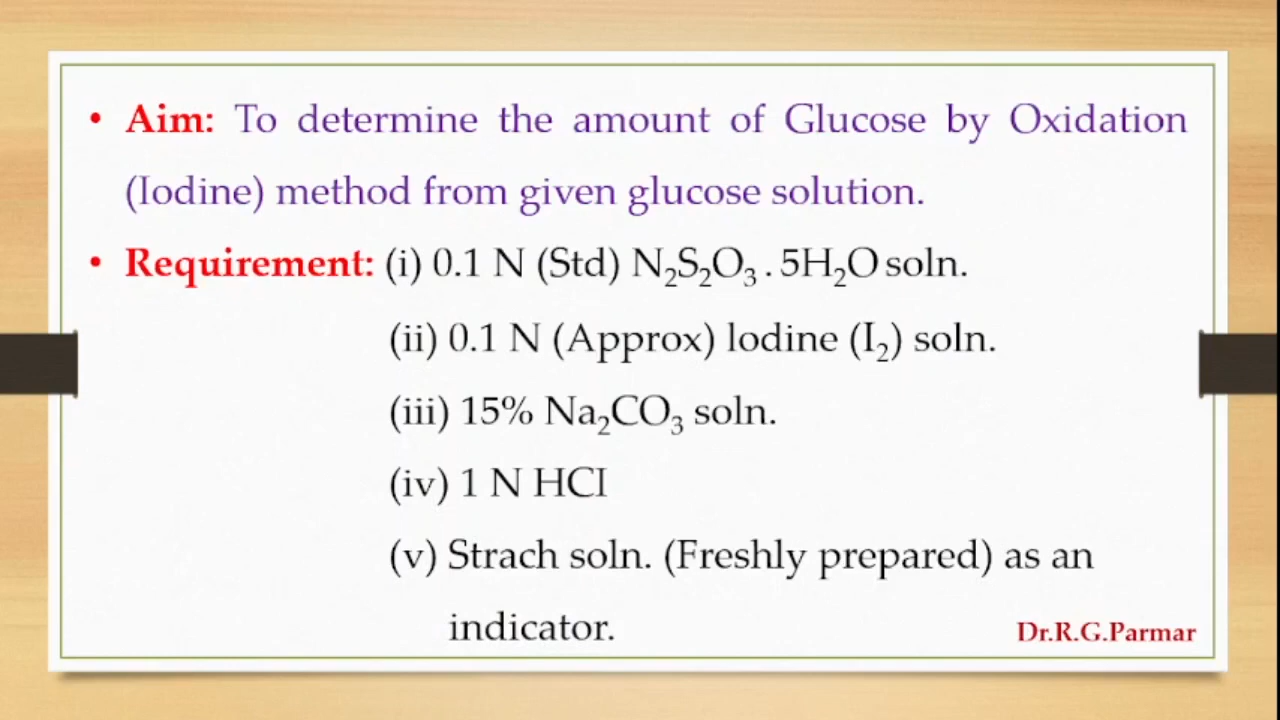 • Aim: To determine the amount of Glucose by Oxidation
(Iodine) method from given glucose solution.
• Requirement: (i) 0.1 N (Std) N₂S₂O₃ . 5H₂O soln.
(ii) 0.1 N (Approx) lodine (I₂) soln.
(iii) 15% Na₂CO₃ soln.
(iv) 1 N HCI
(v) Strach soln. (Freshly prepared) as an
indicator.
Dr.R.G.Parmar